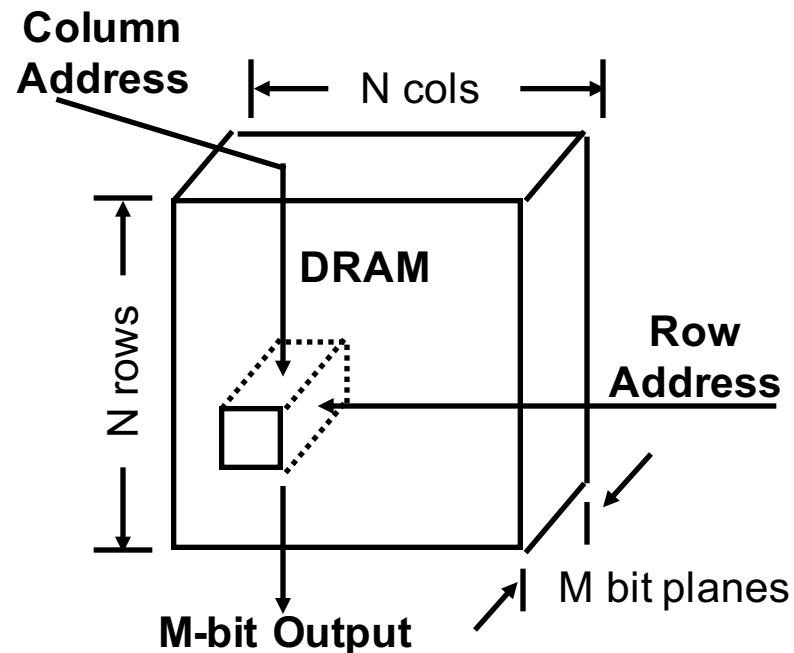 Column
Address
N cols
DRAM
N rows
Row
Address
M bit planes
M-bit Output